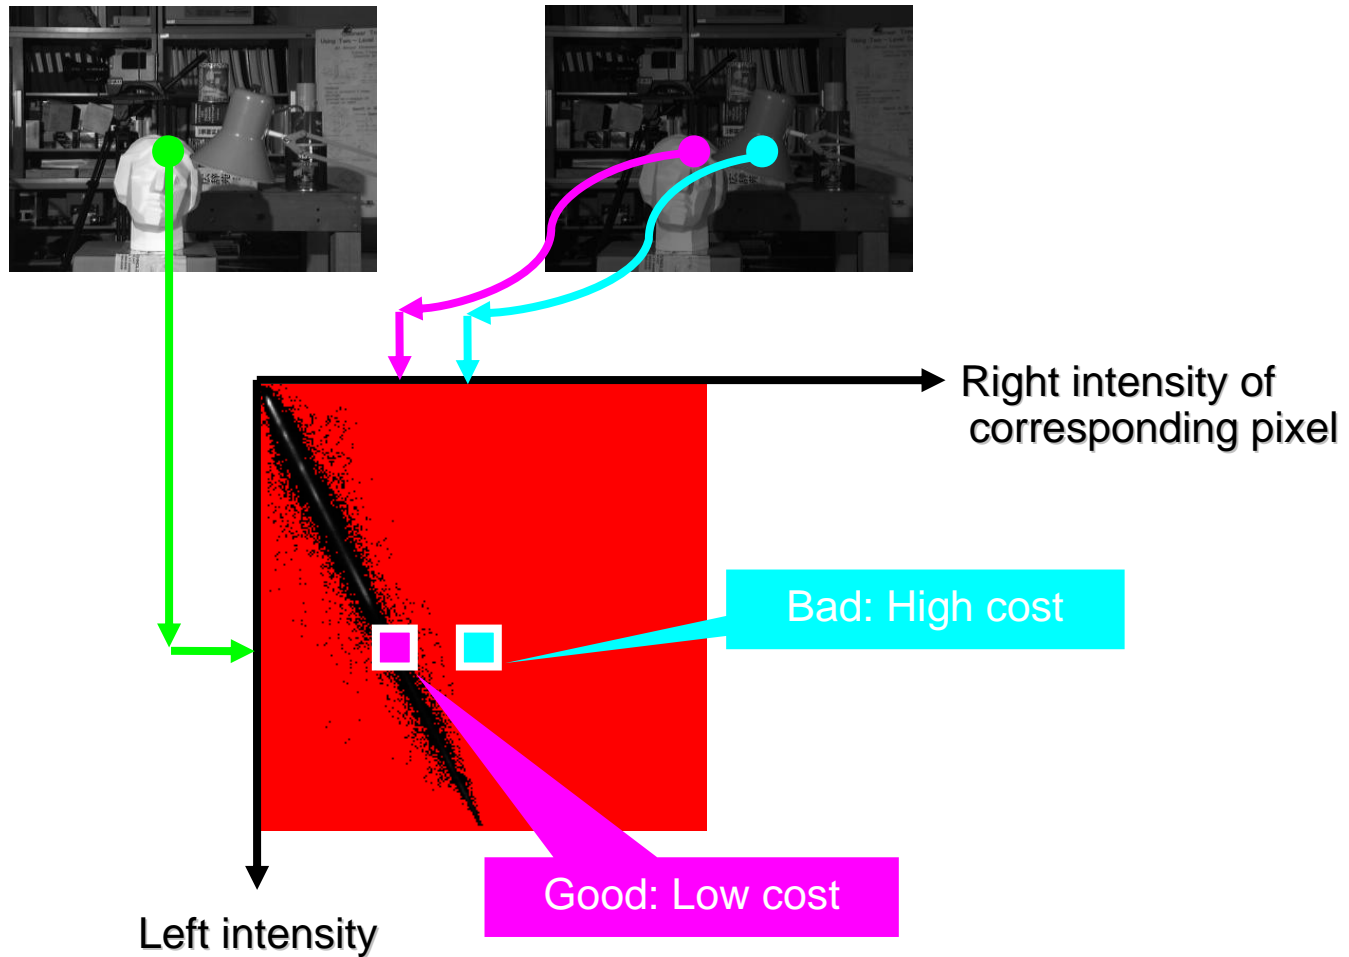 Right intensity of
corresponding pixel
Bad: High cost
Good: Low cost
Left intensity